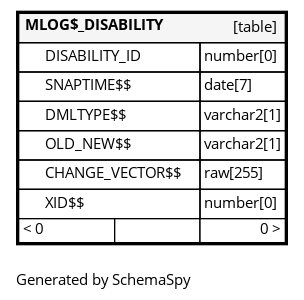 MLOG$_DISABILITY [table]
DISABILITY_ID number[0]
SNAPTIME$$ date[7]
DMLTYPE$$ varchar2[1]
OLD_NEW$$ varchar2[1]
CHANGE_VECTOR$$ raw[255]
XID$$ number[0]
< 0 0 >
Generated by SchemaSpy